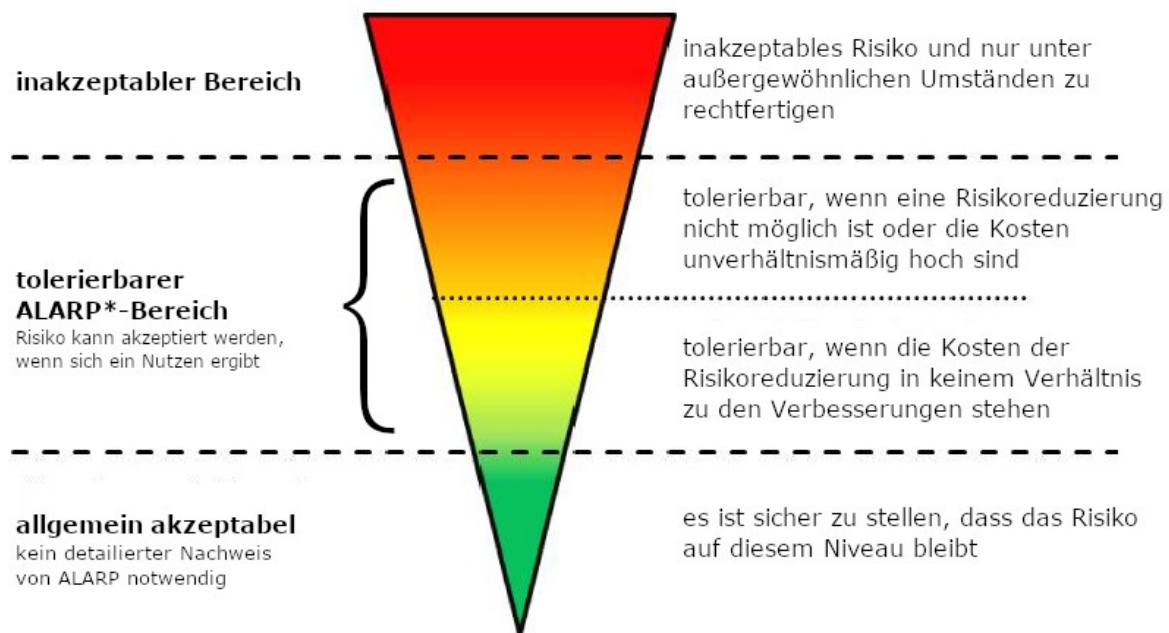 inakzeptabler Bereich
inakzeptables Risiko und nur unter
außergewöhnlichen Umständen zu
rechtfertigen
tolerierbarer
ALARP*-Bereich
Risiko kann akzeptiert werden,
wenn sich ein Nutzen ergibt
tolerierbar, wenn eine Risikoreduzierung
nicht möglich ist oder die Kosten
unverhältnismäßig hoch sind
tolerierbar, wenn die Kosten der
Risikoreduzierung in keinem Verhältnis
zu den Verbesserungen stehen
allgemein akzeptabel
kein detailierter Nachweis
von ALARP notwendig
es ist sicher zu stellen, dass das Risiko
auf diesem Niveau bleibt